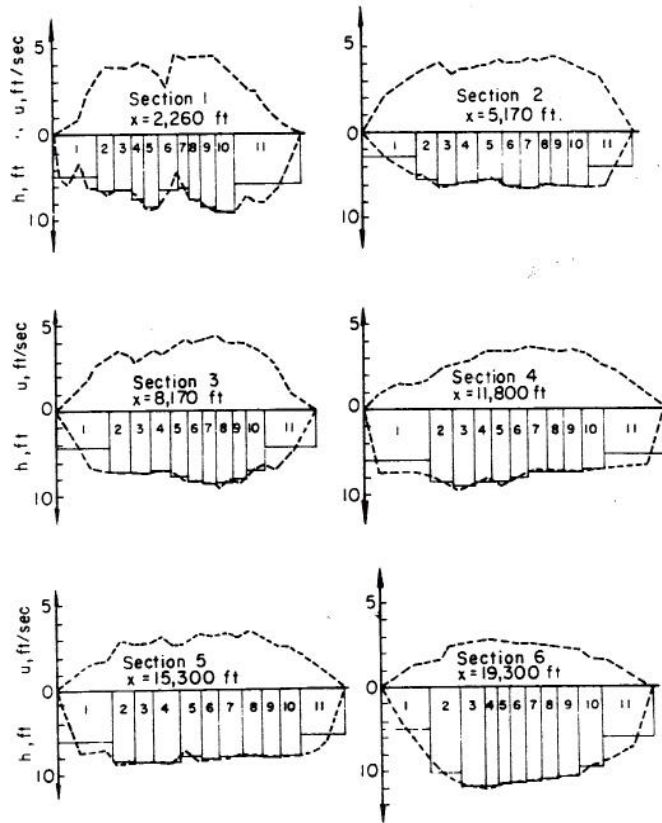 h, ft
u, ft/sec
5
0
10
Section 1
x=2,260 ft
1 2 3 4 5 6 7 8 9 10 11
5
0
10
Section 2
x=5,170 ft.
1 2 3 4 5 6 7 8 9 10 11
h, ft
u, ft/sec
5
0
10
Section 3
x=8,170 ft
1 2 3 4 5 6 7 8 9 10 11
5
0
10
Section 4
x=11,800 ft
1 2 3 4 5 6 7 8 9 10 11
h, ft
u, ft/sec
5
0
10
Section 5
x=15,300 ft
1 2 3 4 5 6 7 8 9 10 11
5
0
10
Section 6
x=19,300 ft
1 2 3 4 5 6 7 8 9 10 11